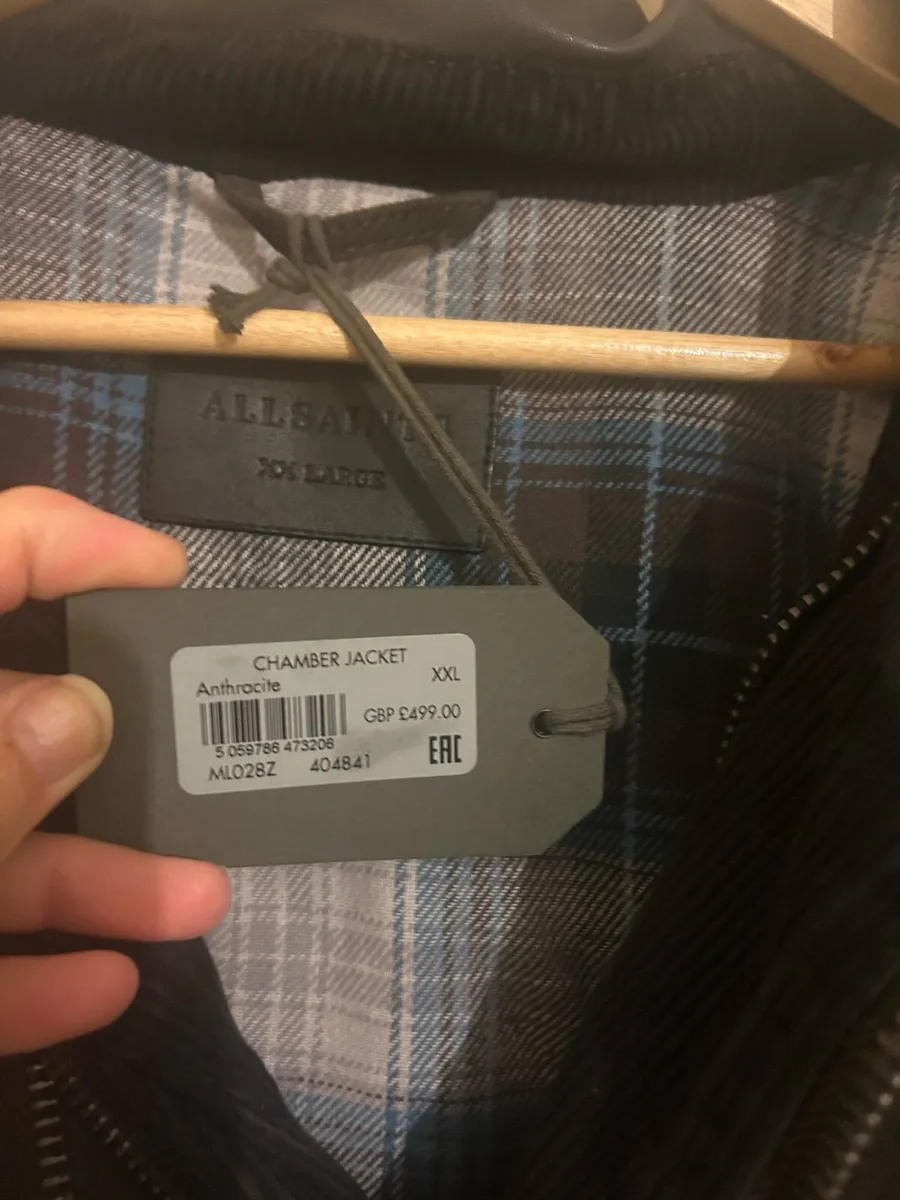 ALLSAINTS
XX LARGE
CHAMBER JACKET
Anthracite
XXL
GBP £499.00
5 059786 473206
ML028Z 404841
EAC